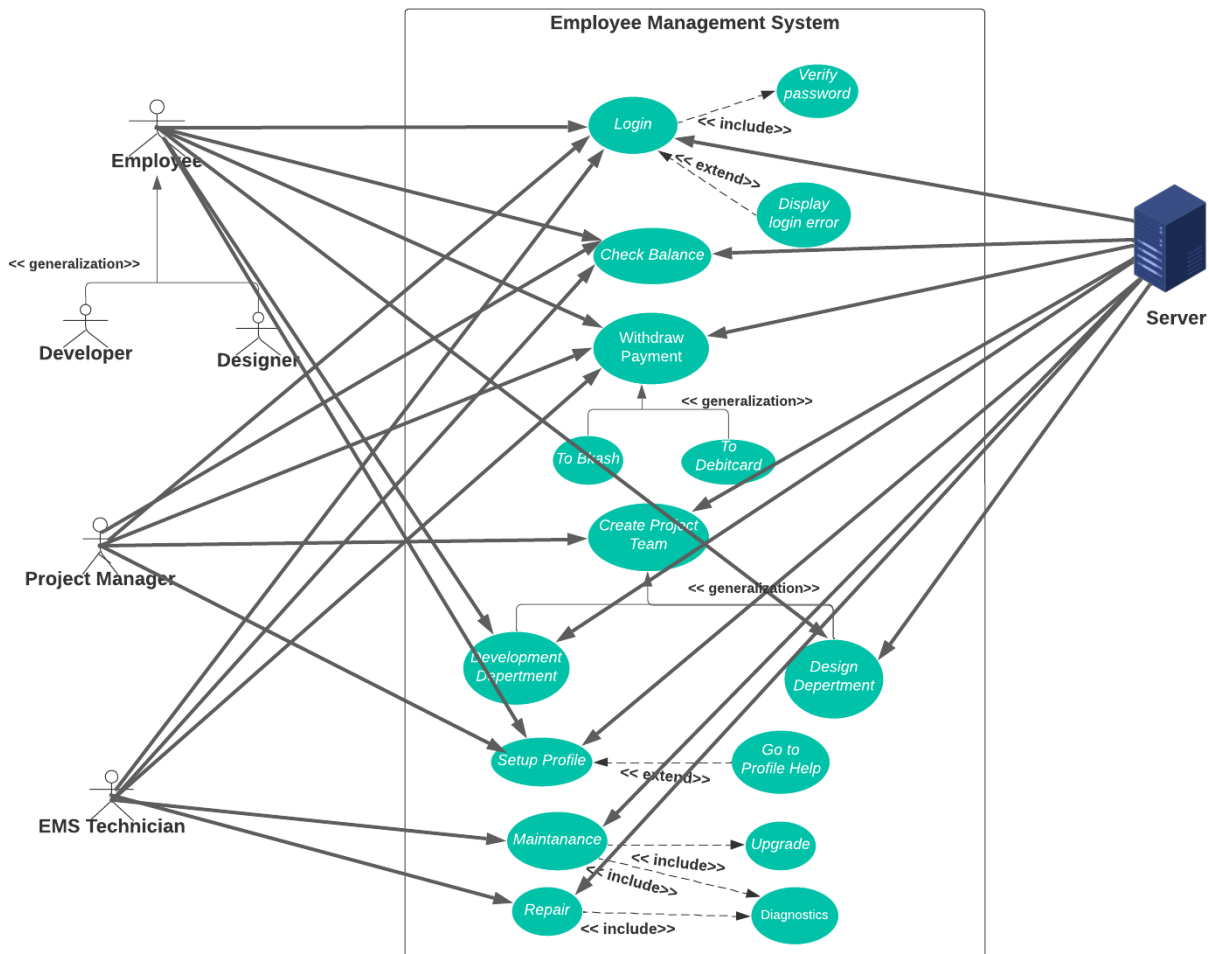 Employee Management System
Verify
password
Login
<< include>>
<< extend>>
Employee
Display
login error
Check Balance
<< generalization>>
Server
Developer
Designer
Withdraw
Payment
<< generalization>>
To Bkash
To
Debitcard
Create Project
Team
Project Manager
<< generalization>>
Development
Depertment
Design
Depertment
Setup Profile
Go to
Profile Help
<< extend>>
EMS Technician
Maintanance
Upgrade
<< include>>
<< include>>
Repair
Diagnostics
<< include>>